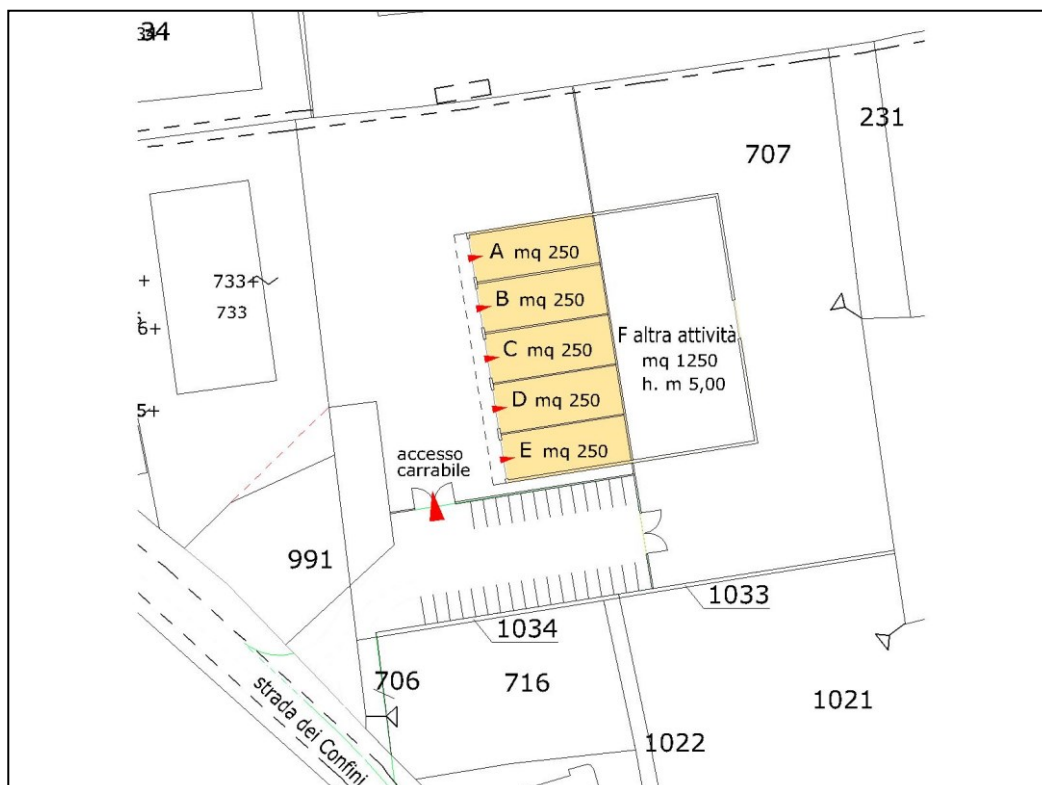 34
231
707
A mq 250
733+
733
B mq 250
6+
C mq 250
F altra attività
mq 1250
h. m 5,00
D mq 250
5+
E mq 250
accesso
carrabile
991
1033
1034
706
716
1021
strada dei Confini
1022